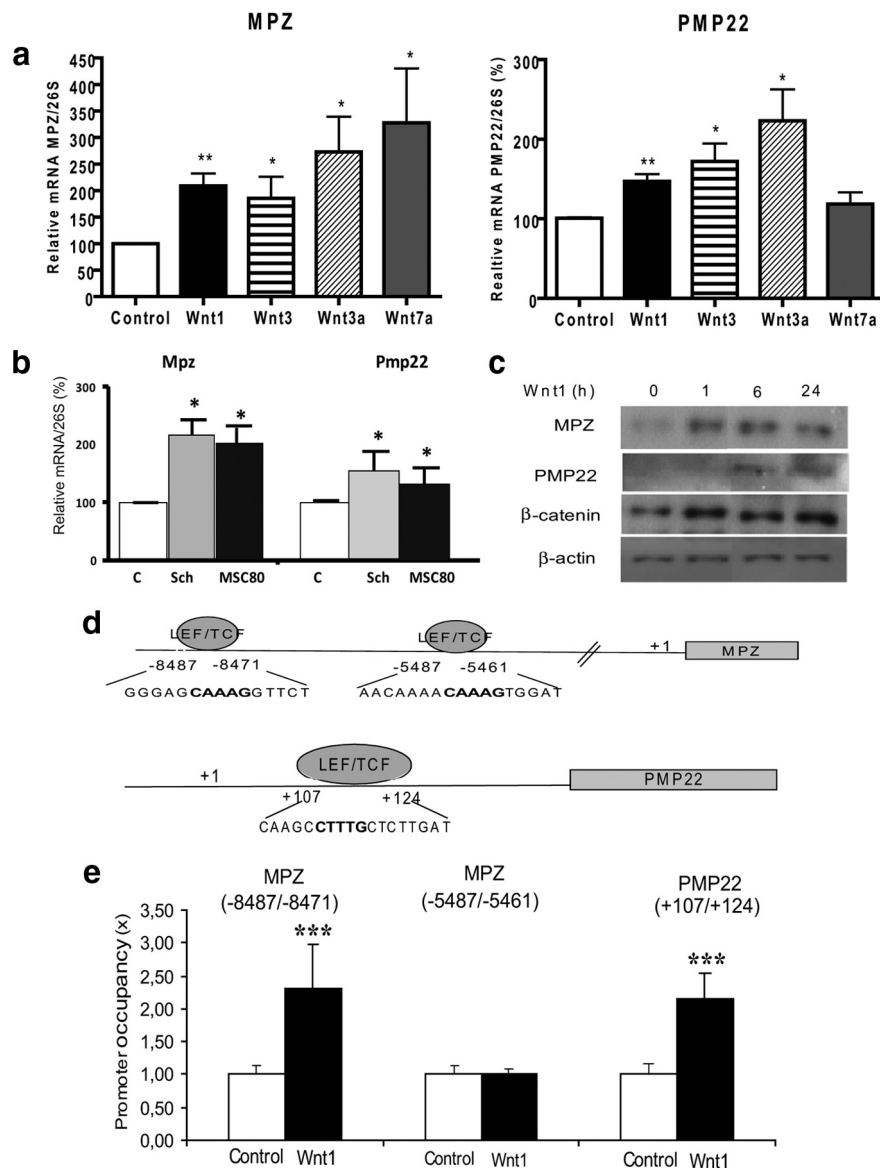 a
MPZ
Relative mRNA MPZ/26S
450
400
350
300
250
200
150
100
50
0
** * * *
Control Wnt1 Wnt3 Wnt3a Wnt7a
PMP22
Realtive mRNA PMP22/26S (%)
300
200
100
0
** * *
Control Wnt1 Wnt3 Wnt3a Wnt7a
b
Mpz Pmp22
Relative mRNA/26S (%)
300
200
100
0
* * * *
C Sch MSC80 C Sch MSC80
c
Wnt1 (h) 0 1 6 24
MPZ
PMP22
β-catenin
β-actin
d
LEF/TCF LEF/TCF
+1 MPZ
-8487 -8471 -5487 -5461
GGGAGCAAAGGTTCT AACAAAACAAAGTGGAT
LEF/TCF
+1 PMP22
+107 +124
CAAGCCTTTGCTCTTGAT
e
MPZ MPZ PMP22
(-8487/-8471) (-5487/-5461) (+107/+124)
Promoter occupancy (x)
3,50
3,00
2,50
2,00
1,50
1,00
0,50
0,00
*** ***
Control Wnt1 Control Wnt1 Control Wnt1